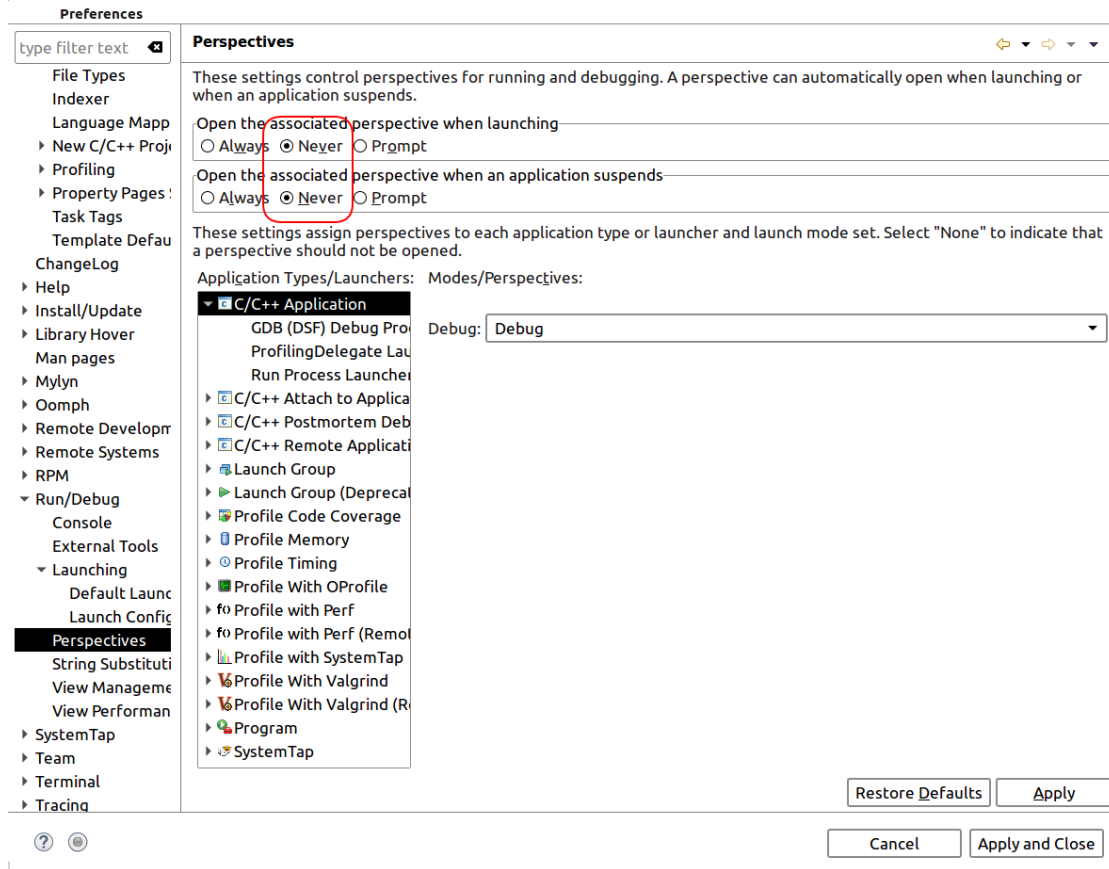 Preferences
type filter text
File Types
Indexer
Language Mapp
New C/C++ Proje
Profiling
Property Pages S
Task Tags
Template Defau
ChangeLog
Help
Install/Update
Library Hover
Man pages
Mylyn
Oomph
Remote Developm
Remote Systems
RPM
Run/Debug
Console
External Tools
Launching
Default Launc
Launch Config
Perspectives
String Substituti
View Manageme
View Performan
SystemTap
Team
Terminal
Tracing
Perspectives
These settings control perspectives for running and debugging. A perspective can automatically open when launching or
when an application suspends.
Open the associated perspective when launching
Always Never Prompt
Open the associated perspective when an application suspends
Always Never Prompt
These settings assign perspectives to each application type or launcher and launch mode set. Select "None" to indicate that
a perspective should not be opened.
Application Types/Launchers: Modes/Perspectives:
C/C++ Application
GDB (DSF) Debug Pro
ProfilingDelegate Lau
Run Process Launcher
C/C++ Attach to Applica
C/C++ Postmortem Deb
C/C++ Remote Applicati
Launch Group
Launch Group (Deprecat
Profile Code Coverage
Profile Memory
Profile Timing
Profile With OProfile
Profile with Perf
Profile with Perf (Remot
Profile with SystemTap
Profile With Valgrind
Profile With Valgrind (Re
Program
SystemTap
Debug: Debug
Restore Defaults Apply
Cancel Apply and Close